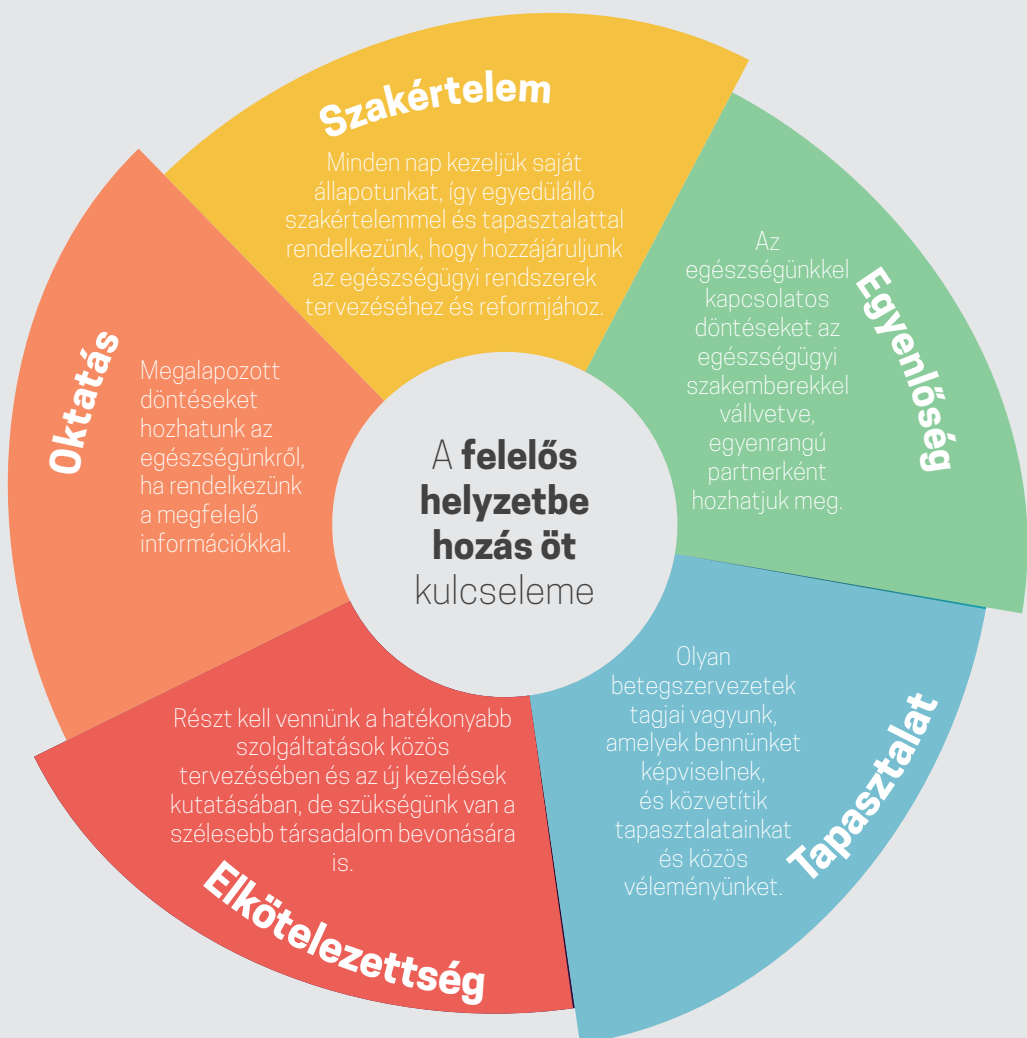 Szakértelem
Minden nap kezeljük saját
állapotunkat, így egyedülálló
szakértelemmel és tapasztalattal
rendelkezünk, hogy hozzájáruljunk
az egészségügyi rendszerek
tervezéséhez és reformjához.
Egyenlőség
Az
egészségünkkel
kapcsolatos
döntéseket az
egészségügyi
szakemberekkel
vállvetve,
egyenrangú
partnerként
hozhatjuk meg.
Tapasztalat
Olyan
betegszervezetek
tagjai vagyunk,
amelyek bennünket
képviselnek,
és közvetítik
tapasztalatainkat
és közös
véleményünket.
Elkötelezettség
Részt kell vennünk a hatékonyabb
szolgáltatások közös
tervezésében és az új kezelések
kutatásában, de szükségünk van a
szélesebb társadalom bevonására
is.
Oktatás
Megalapozott
döntéseket
hozhatunk az
egészségünkről,
ha rendelkezünk
a megfelelő
információkkal.
A felelős
helyzetbe
hozás öt
kulcseleme